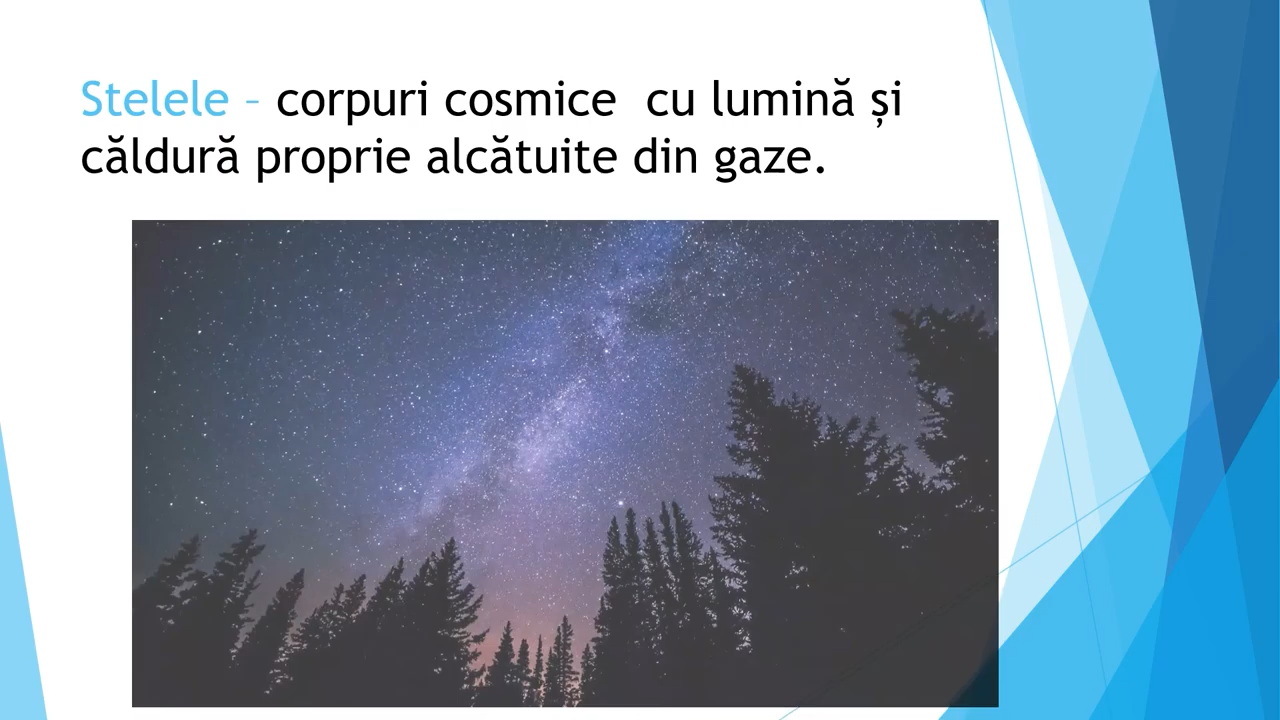 Stelele – corpuri cosmice  cu lumină și
căldură proprie alcătuite din gaze.